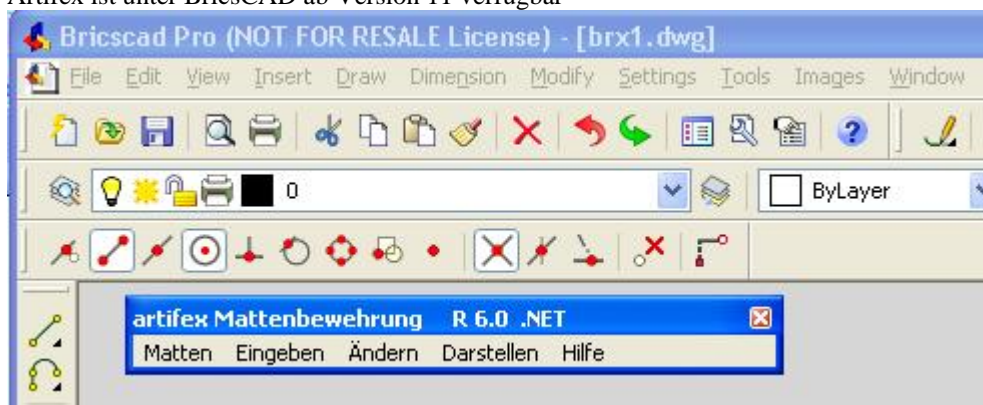 Artifex ist unter BricsCAD ab Version 11 verfügbar
Bricscad Pro (NOT FOR RESALE License) - [brx1.dwg]
File Edit View Insert Draw Dimension Modify Settings Tools Images Window
0 ByLayer
artifex Mattenbewehrung R 6.0 .NET
Matten Eingeben Ändern Darstellen Hilfe